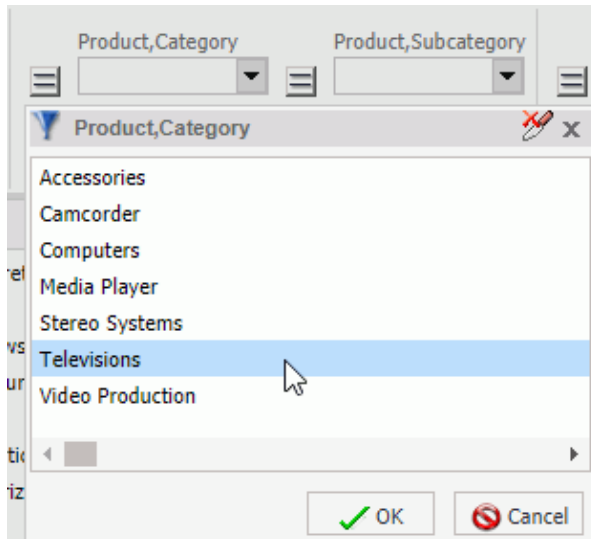 Product,Category Product,Subcategory
Product,Category
Accessories
Camcorder
Computers
Media Player
Stereo Systems
Televisions
Video Production
OK Cancel